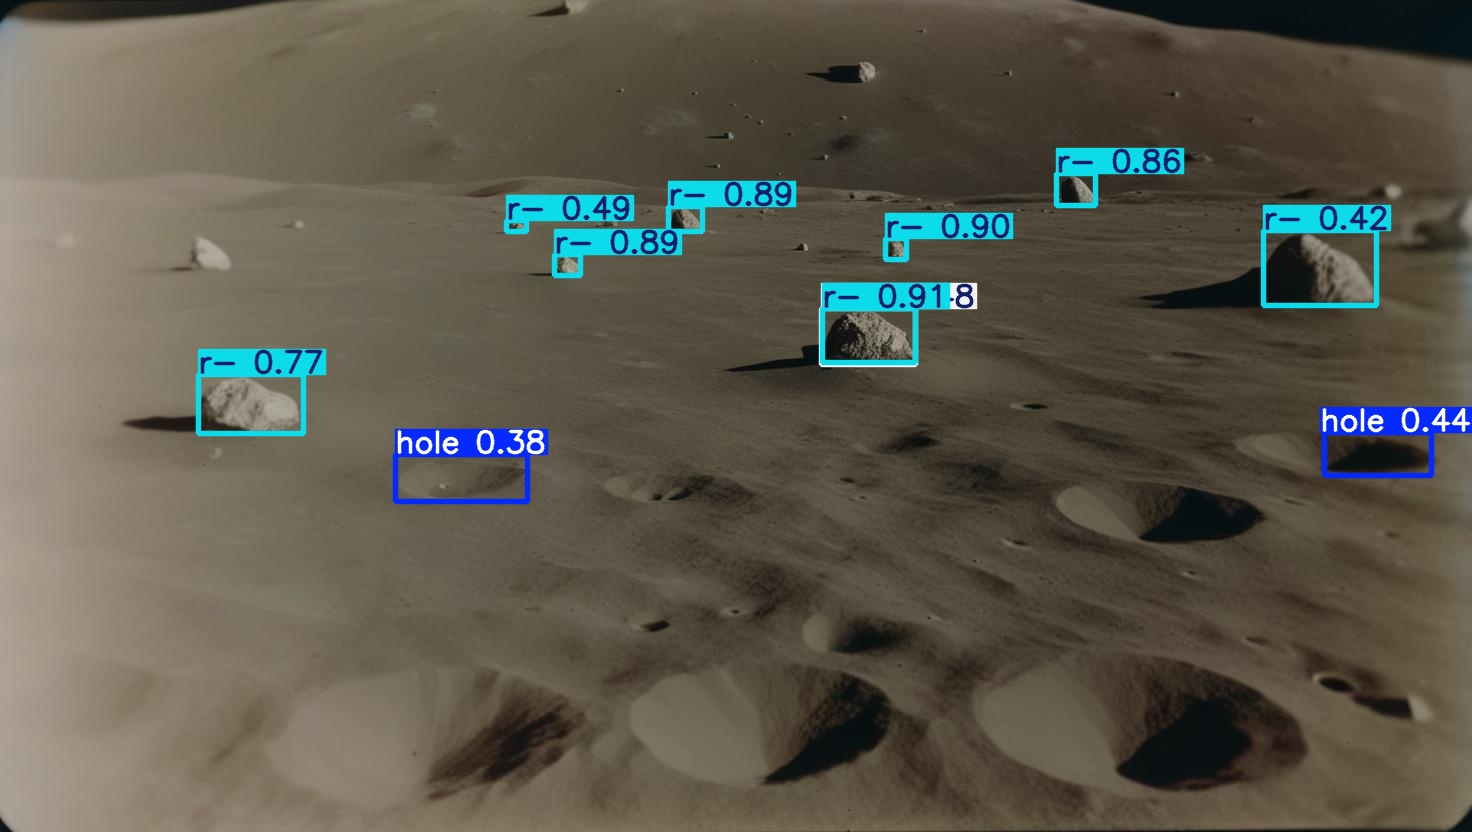 r- 0.86
r- 0.89
r- 0.49
r- 0.42
r- 0.90
r- 0.89
r- 0.91 8
r- 0.77
hole 0.44
hole 0.38